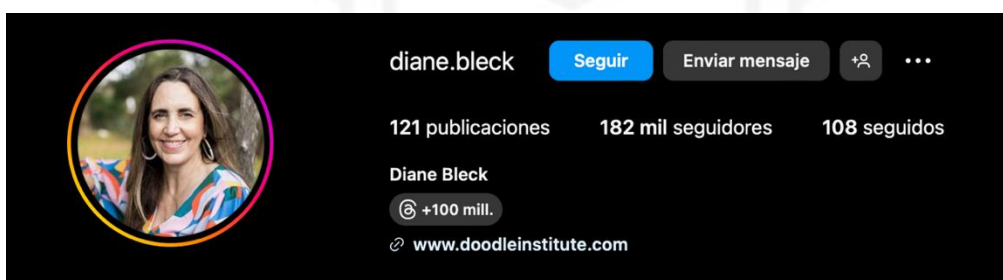 diane.bleck Seguir Enviar mensaje
121 publicaciones 182 mil seguidores 108 seguidos
Diane Bleck
+100 mill.
www.doodleinstitute.com